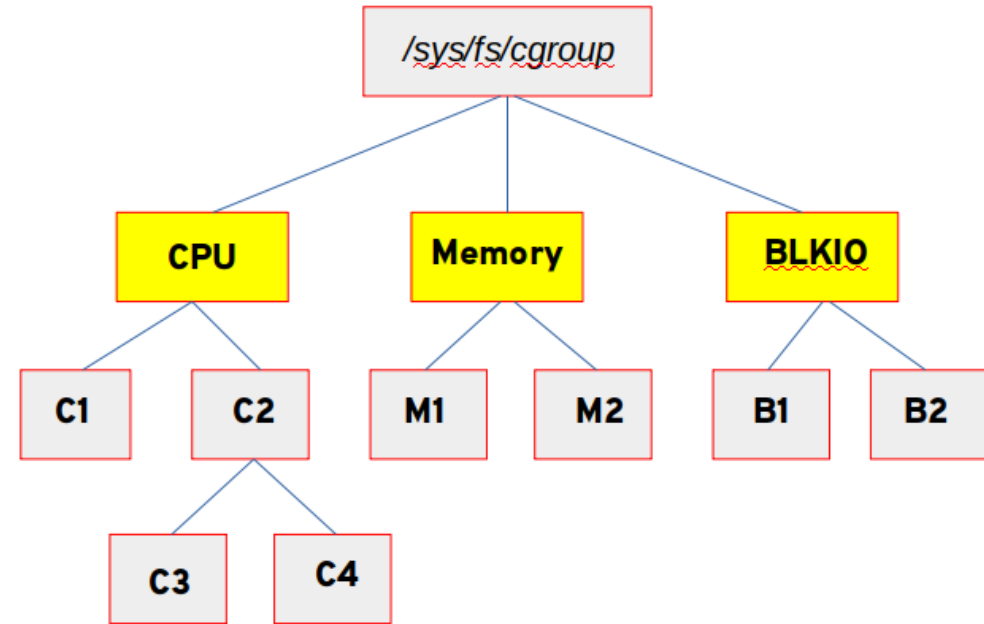 /sys/fs/cgroup
CPU
Memory
BLKIO
C1
C2
M1
M2
B1
B2
C3
C4